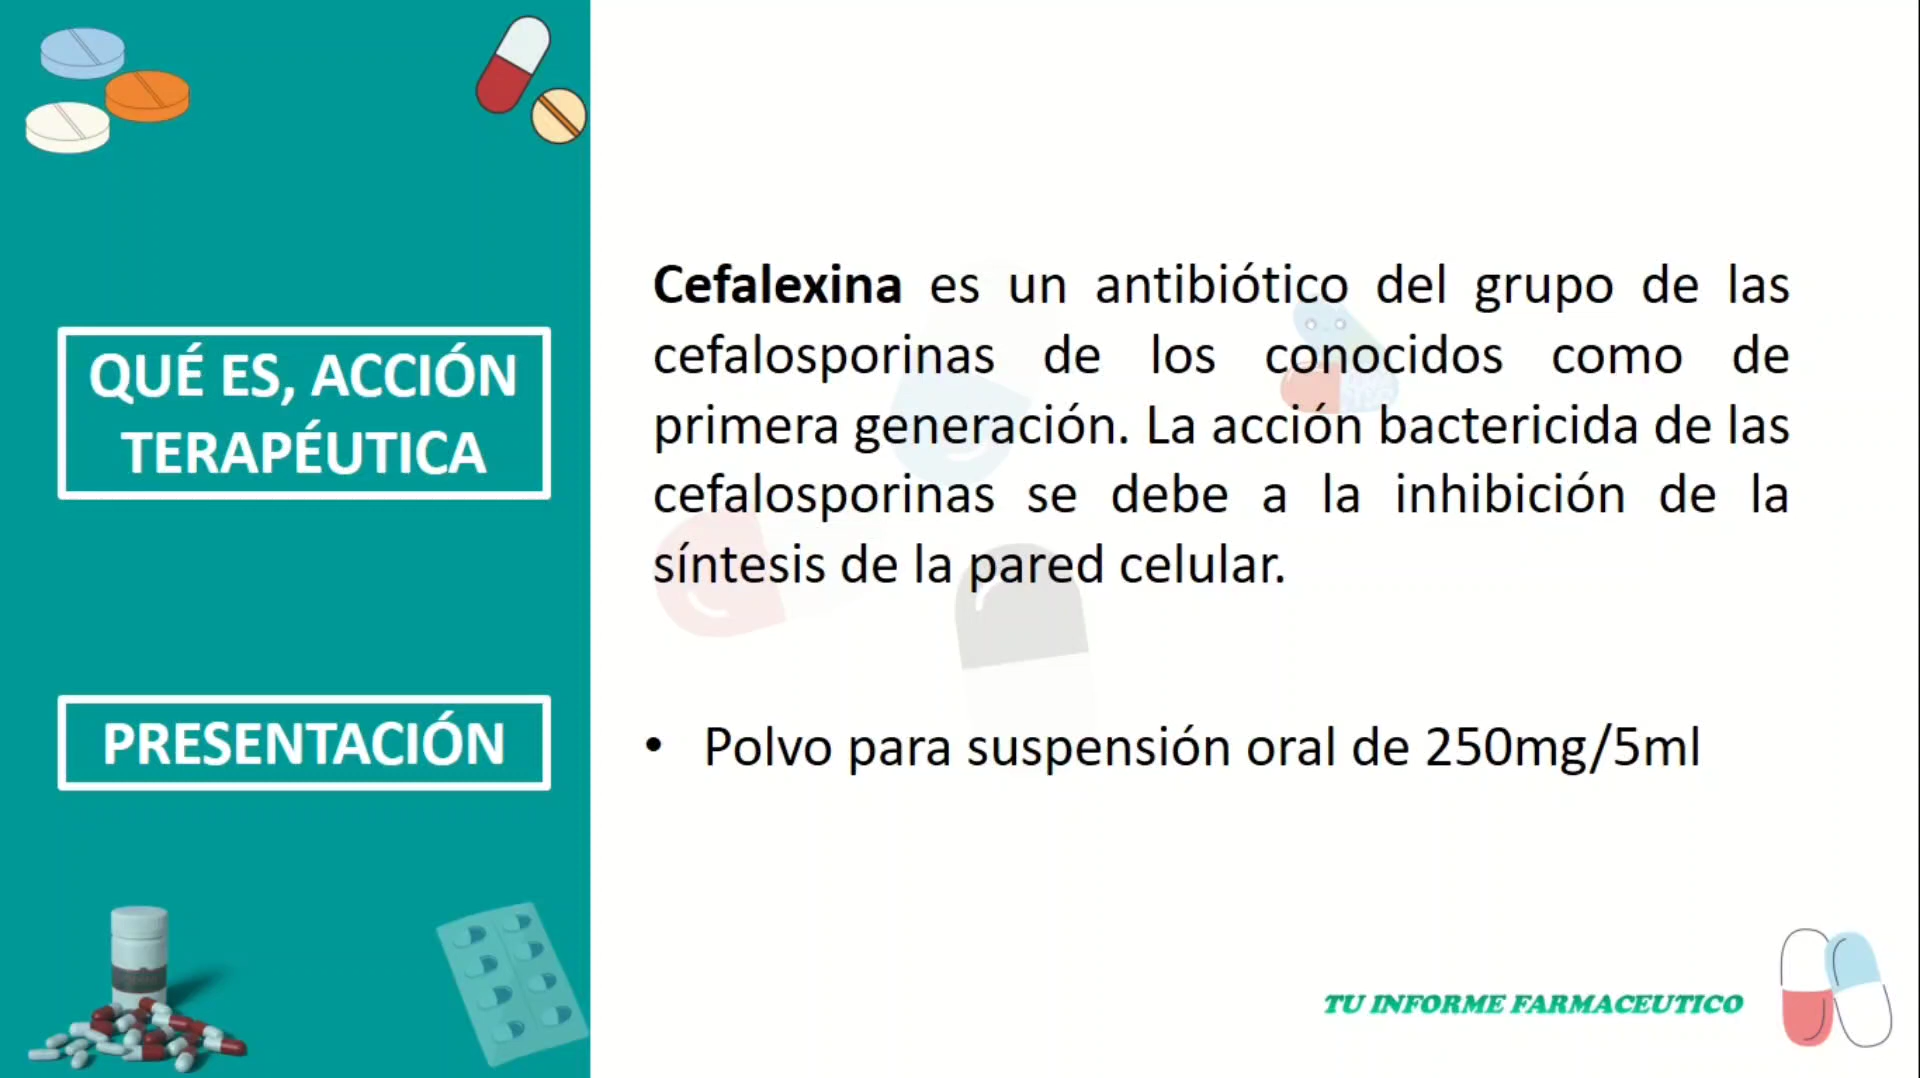 QUÉ ES, ACCIÓN
TERAPÉUTICA
Cefalexina es un antibiótico del grupo de las
cefalosporinas de los conocidos como de
primera generación. La acción bactericida de las
cefalosporinas se debe a la inhibición de la
síntesis de la pared celular.
PRESENTACIÓN
• Polvo para suspensión oral de 250mg/5ml
TU INFORME FARMACEUTICO